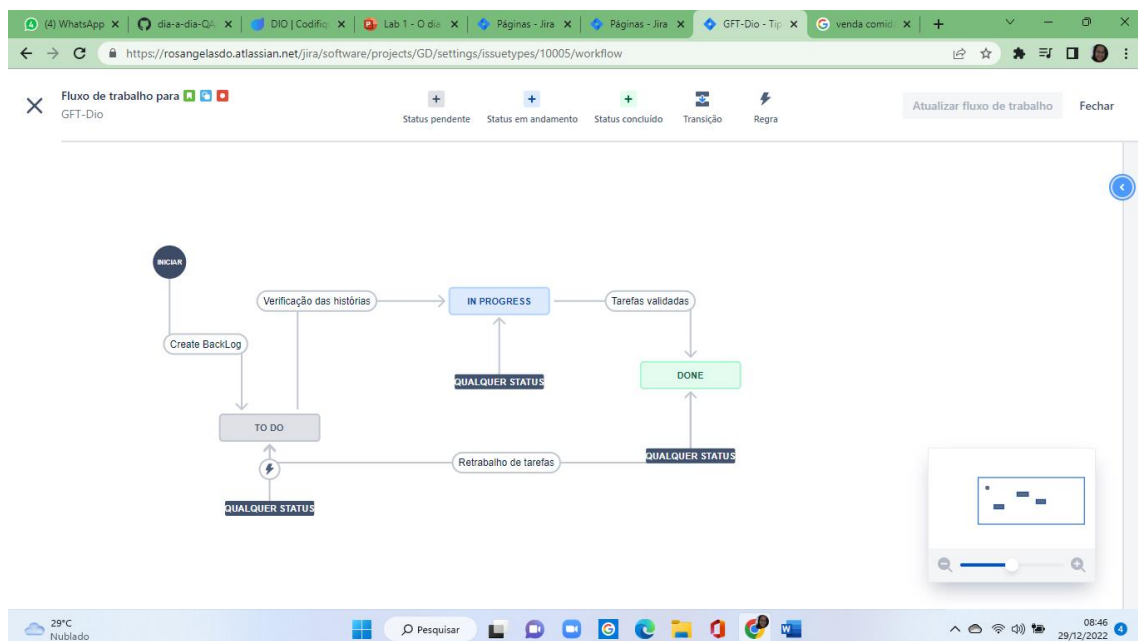 (4) WhatsApp
dia-a-dia-QA
DIO | Codific
Lab 1 - O dia
Páginas - Jira
Páginas - Jira
GFT-Dio - Tip
venda comid
https://rosangelasdo.atlassian.net/jira/software/projects/GD/settings/issuetypes/10005/workflow
Fluxo de trabalho para
GFT-Dio
Status pendente
Status em andamento
Status concluído
Transição
Regra
Atualizar fluxo de trabalho
Fechar
INICIAR
Verificação das histórias
IN PROGRESS
Tarefas validadas
Create BackLog
DONE
QUALQUER STATUS
TO DO
QUALQUER STATUS
Retrabalho de tarefas
QUALQUER STATUS
29°C
Nublado
Pesquisar
08:46
29/12/2022
4